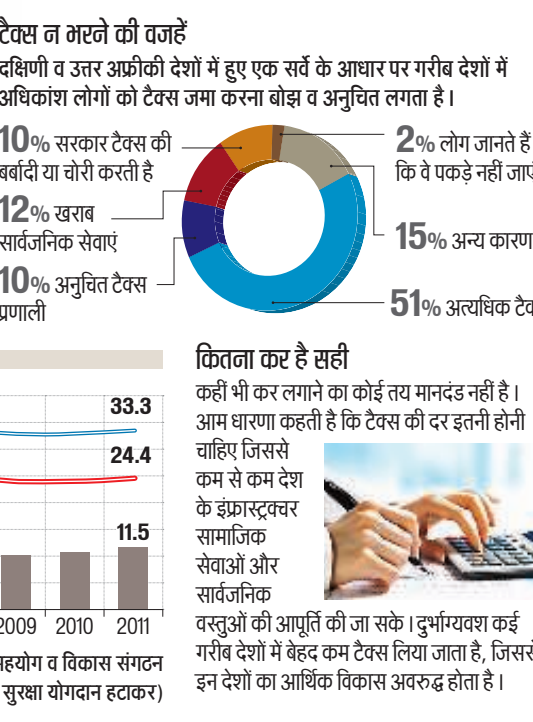 टैक्स न भरने की वजहें
दक्षिणी व उत्तर अफ्रीकी देशों में हुए एक सर्वे के आधार पर गरीब देशों में
अधिकांश लोगों को टैक्स जमा करना बोझ व अनुचित लगता है।
10% सरकार टैक्स की
बर्बादी या चोरी करती है
12% खराब
सार्वजनिक सेवाएं
10% अनुचित टैक्स
प्रणाली
2% लोग जानते हैं
कि वे पकड़े नहीं
15% अन्य कारण
51% अत्यधिक
33.3
24.4
11.5
2009 2010 2011
व विकास संगठन
सुरक्षा योगदान हटाकर)
कितना कर है सही
कहीं भी कर लगाने का कोई तय मानदंड नहीं है।
आम धारणा कहती है कि टैक्स की दर इतनी होनी
चाहिए जिससे
कम से कम देश
के इंफ्रास्ट्रक्चर
सामाजिक
सेवाओं और
सार्वजनिक
वस्तुओं की आपूर्ति की जा सके। दुर्भाग्यवश कई
गरीब देशों में बेहद कम टैक्स लिया जाता है,
इन देशों का आर्थिक विकास अवरुद्ध होता है।